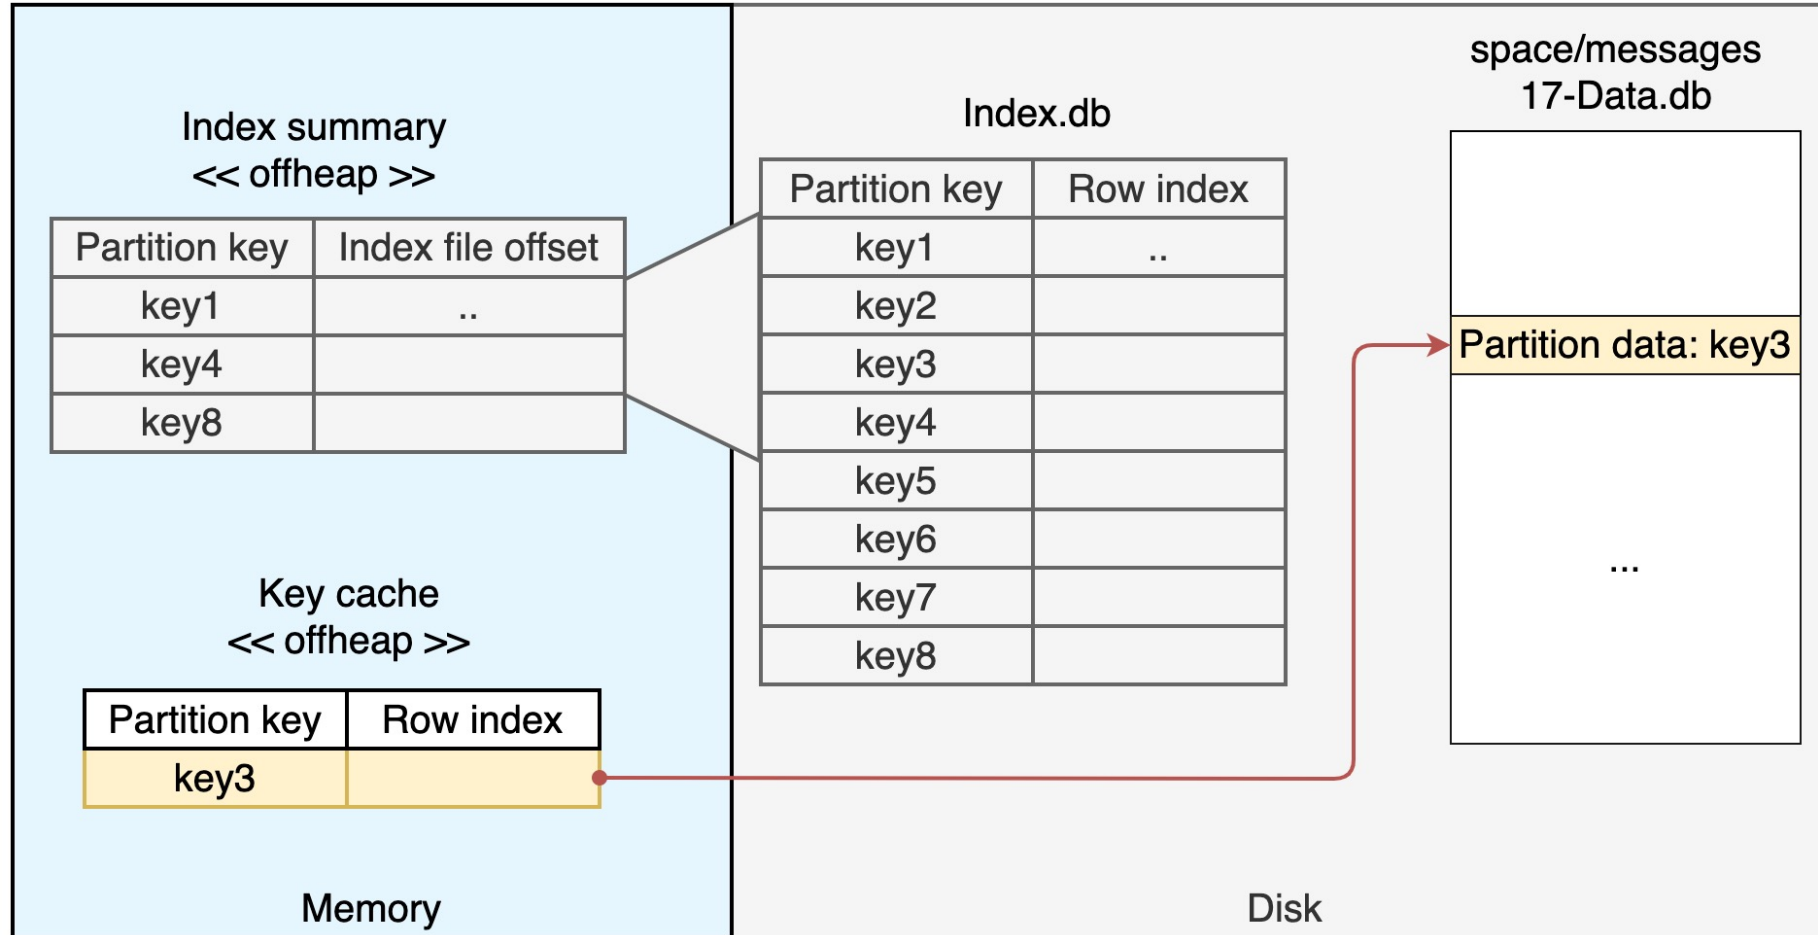 Index summary
<< offheap >>
Partition key Index file offset
key1 ..
key4
key8
Key cache
<< offheap >>
Partition key Row index
key3
Memory
Index.db
Partition key Row index
key1 ..
key2
key3
key4
key5
key6
key7
key8
space/messages
17-Data.db
Partition data: key3
...
Disk